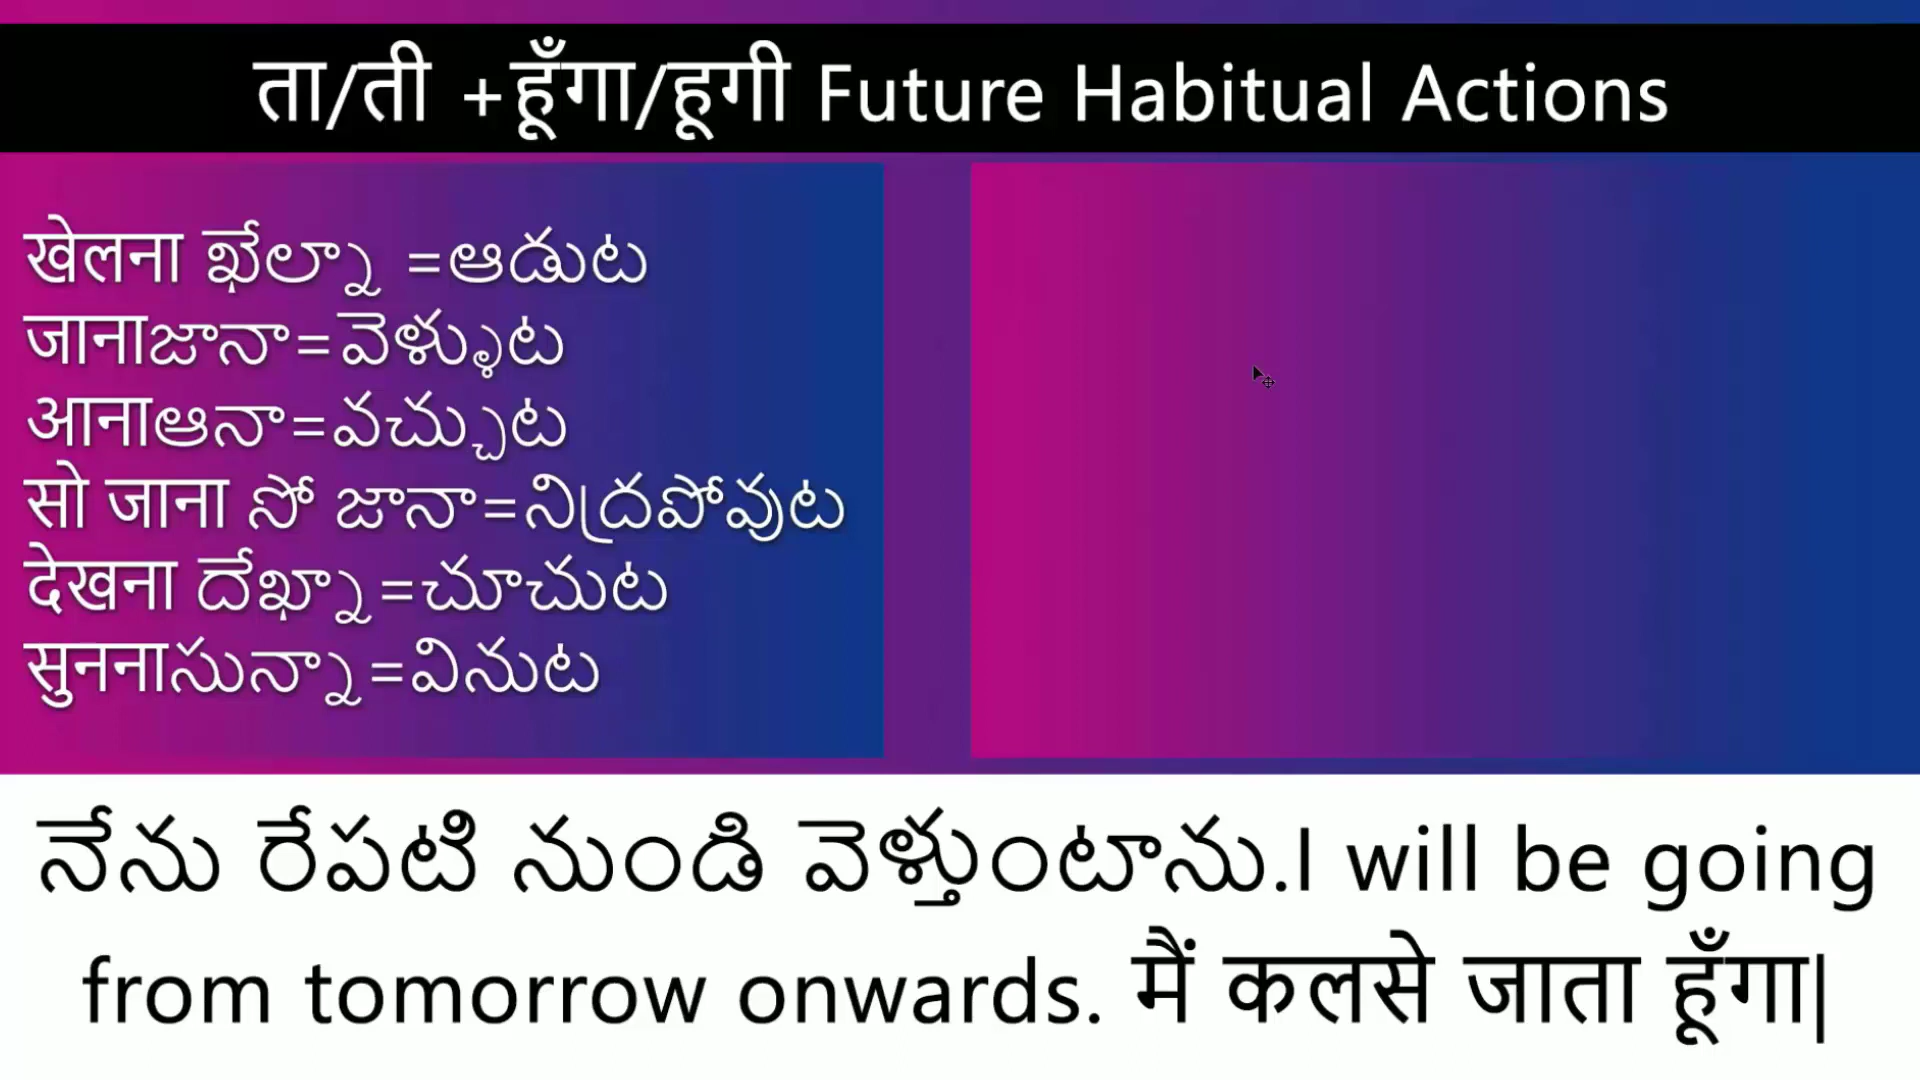 ता/ती +हूँगा/हूगी Future Habitual Actions
खेलना ఖేల్నా =ఆడుట
जानाజానా=వెళ్ళుట
आनाఆనా=వచ్చుట
सो जाना సో జానా=నిద్రపోవుట
देखना దేఖ్నా=చూచుట
सुननाసున్నా=వినుట
నేను రేపటి నుండి వెళ్తుంటాను.I will be going
from tomorrow onwards. मैं कलसे जाता हूँगा|